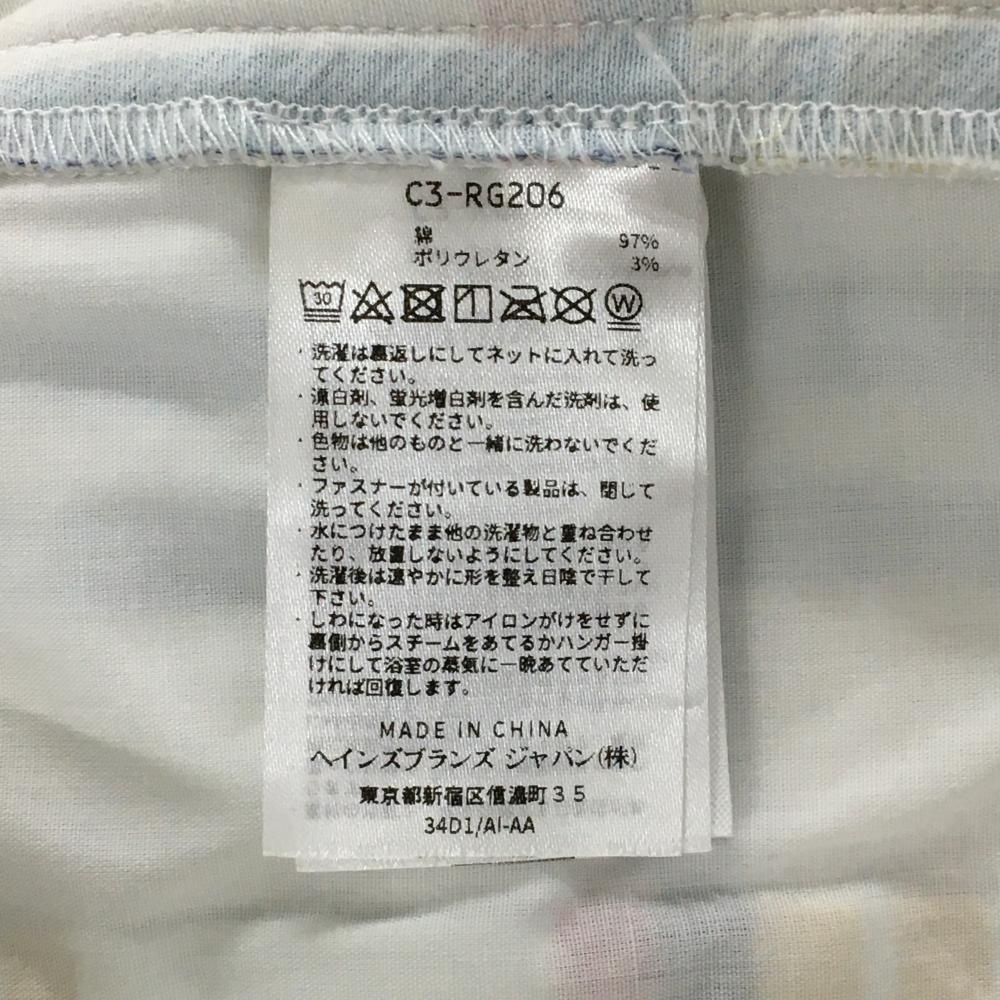 C3-RG206
綿 97%
ポリウレタン 3%
30
W
・洗濯は裏返しにしてネットに入れて洗っ
てください。
・漂白剤、蛍光増白剤を含んだ洗剤は、使
用しないでください。
・色物は他のものと一緒に洗わないでくだ
さい。
・ファスナーが付いている製品は、閉じて
洗ってください。
・水につけたまま他の洗濯物と重ね合わせ
たり、放置しないようにしてください。
・洗濯後は速やかに形を整え日陰で干して
下さい。
・しわになった時はアイロンがけをせずに
裏側からスチームをあてるかハンガー掛
けにして浴室の蒸気に一晩あてていただ
ければ回復します。
MADE IN CHINA
ヘインズブランズ ジャパン(株)
東京都新宿区信濃町35
34D1/AI-AA